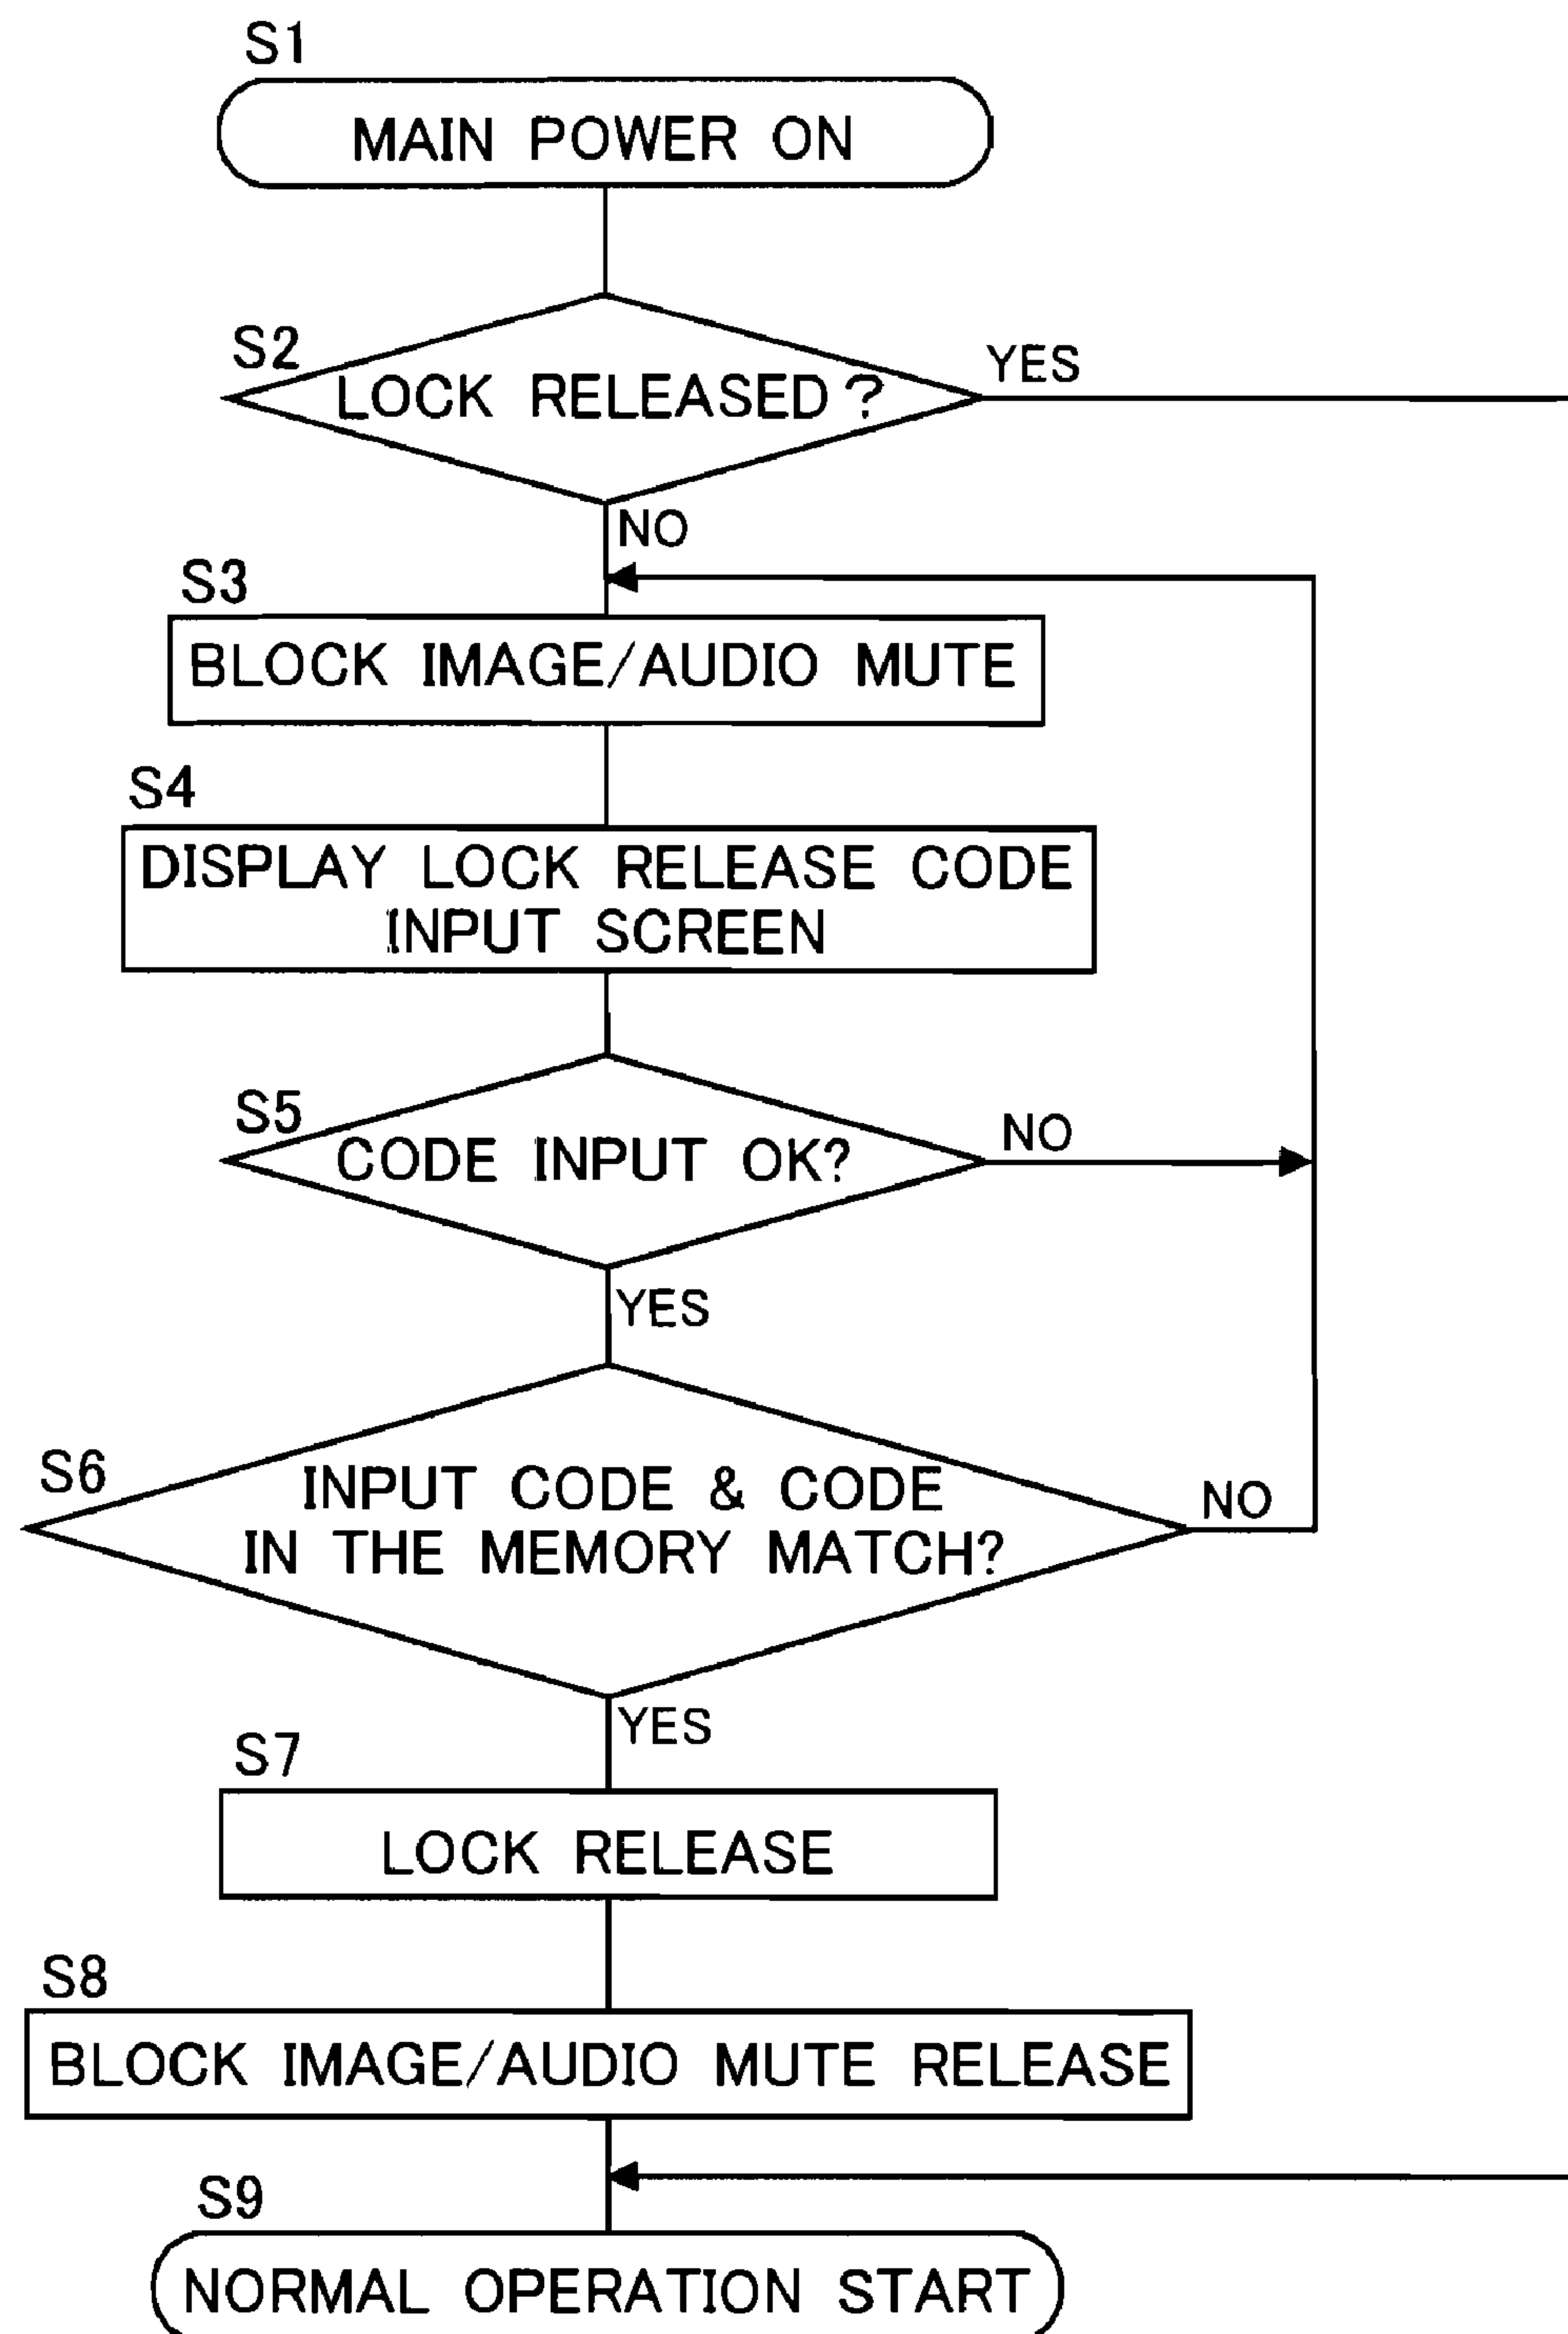 S1
MAIN POWER ON
S2
LOCK RELEASED?
YES
NO
S3
BLOCK IMAGE/AUDIO MUTE
S4
DISPLAY LOCK RELEASE CODE
INPUT SCREEN
S5
CODE INPUT OK?
NO
YES
S6
INPUT CODE & CODE
IN THE MEMORY MATCH?
NO
YES
S7
LOCK RELEASE
S8
BLOCK IMAGE/AUDIO MUTE RELEASE
S9
NORMAL OPERATION START